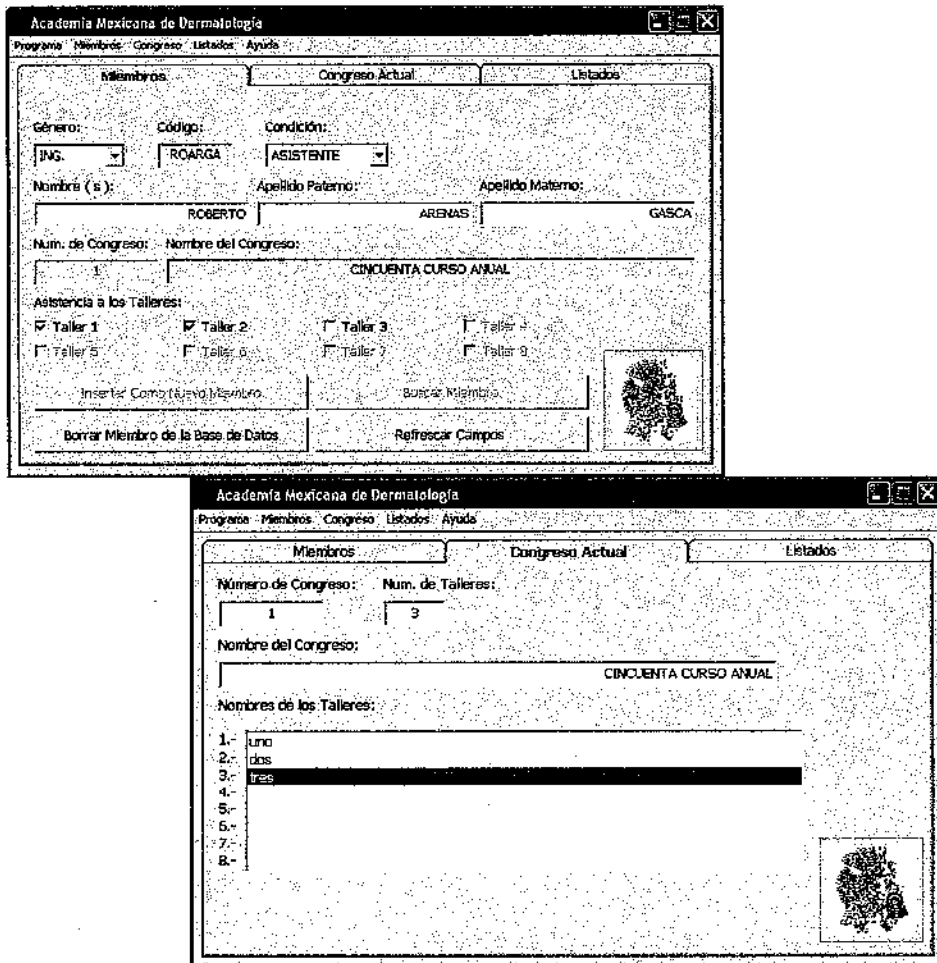 Academia Mexicana de Dermatología
Programa Miembros Congreso Listados Ayuda
Miembros Congreso Actual Listados
Género: Código: Condición:
ING. ROARGA ASISTENTE
Nombre ( s ): Apellido Paterno: Apellido Materno:
ROBERTO ARENAS GASCA
Num. de Congreso: Nombre del Congreso:
1 CINCUENTA CURSO ANUAL
Asistencia a los Talleres:
Taller 1 Taller 2 Taller 3 Taller 4
Taller 5 Taller 6 Taller 7 Taller 8
Insertar Como Nuevo Miembro Buscar Miembro
Borrar Miembro de la Base de Datos Refrescar Campos
Academia Mexicana de Dermatología
Programa Miembros Congreso Listados Ayuda
Miembros Congreso Actual Listados
Número de Congreso: Num. de Talleres:
1 3
Nombre del Congreso:
CINCUENTA CURSO ANUAL
Nombres de los Talleres:
1.- uno
2.- dos
3.- tres
4.-
5.-
6.-
7.-
8.-